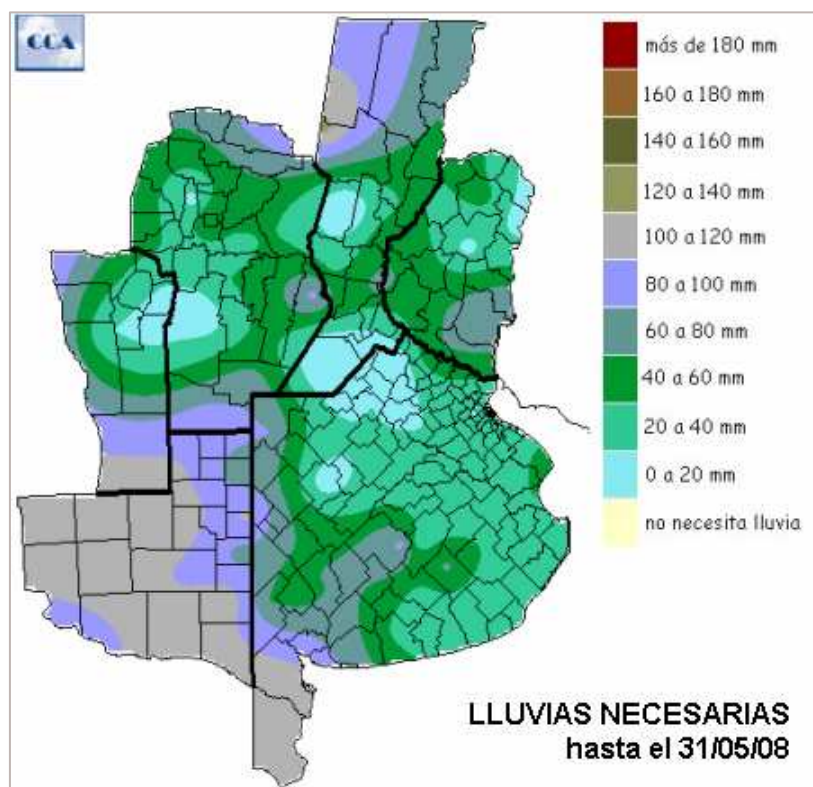 CCA
más de 180 mm
160 a 180 mm
140 a 160 mm
120 a 140 mm
100 a 120 mm
80 a 100 mm
60 a 80 mm
40 a 60 mm
20 a 40 mm
0 a 20 mm
no necesita lluvia
LLUVIAS NECESARIAS
hasta el 31/05/08